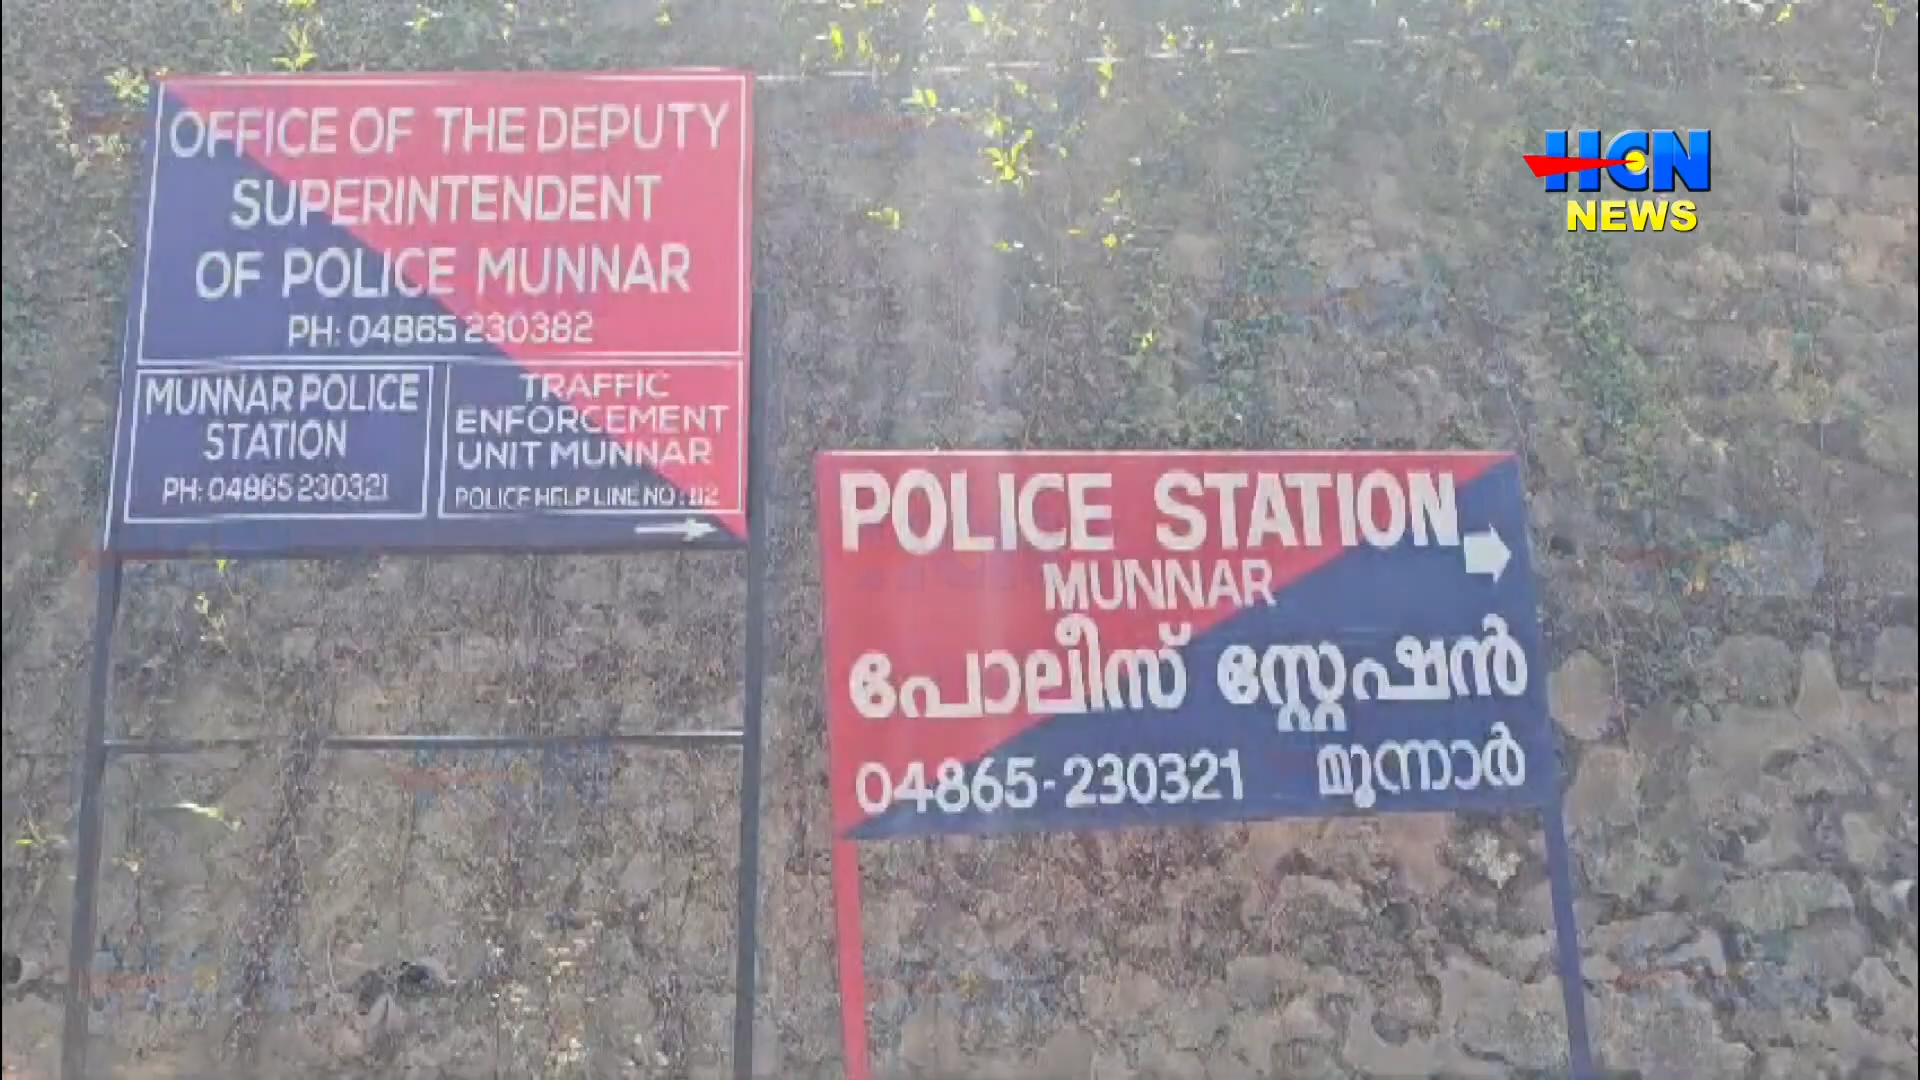 OFFICE OF THE DEPUTY
SUPERINTENDENT
OF POLICE MUNNAR
PH: 04865 230382
MUNNAR POLICE
STATION
PH: 04865 230321
TRAFFIC
ENFORCEMENT
UNIT MUNNAR
POLICE HELP LINE NO: 112
POLICE STATION
MUNNAR
പോലീസ് സ്റ്റേഷൻ
04865-230321 മൂന്നാർ
HCN
NEWS